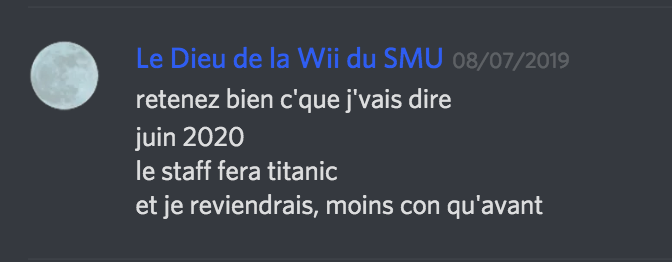 Le Dieu de la Wii du SMU 08/07/2019
retenez bien c'que j'vais dire
juin 2020
le staff fera titanic
et je reviendrais, moins con qu'avant